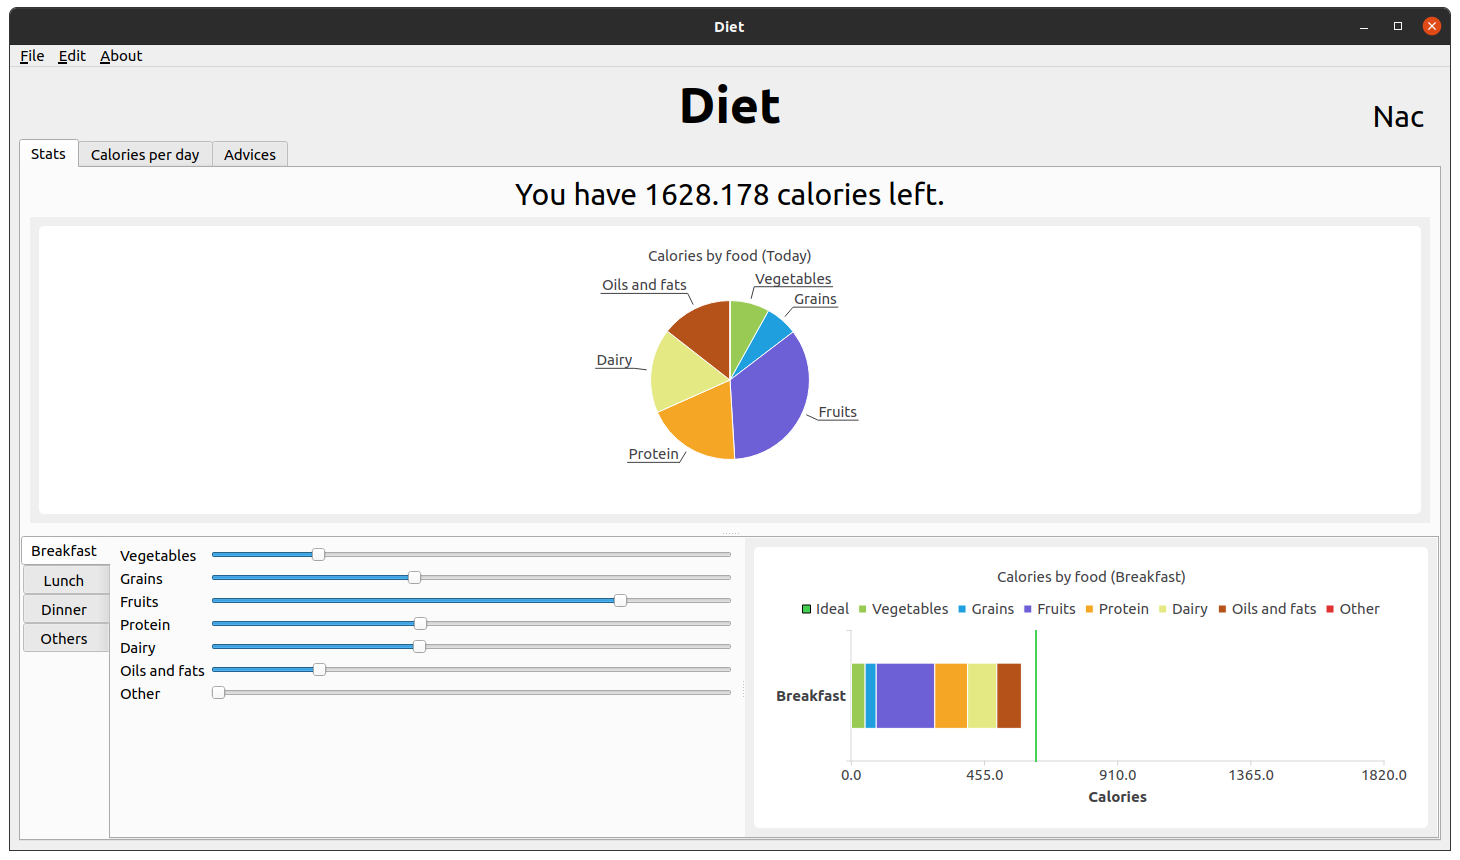 Diet
File Edit About
Diet
Nac
Stats Calories per day Advices
You have 1628.178 calories left.
Calories by food (Today)
Vegetables
Oils and fats
Grains
Dairy
Fruits
Protein
Breakfast
Lunch
Dinner
Others
Vegetables
Grains
Fruits
Protein
Dairy
Oils and fats
Other
Calories by food (Breakfast)
Ideal Vegetables Grains Fruits Protein Dairy Oils and fats Other
Breakfast
0.0 455.0 910.0 1365.0 1820.0
Calories